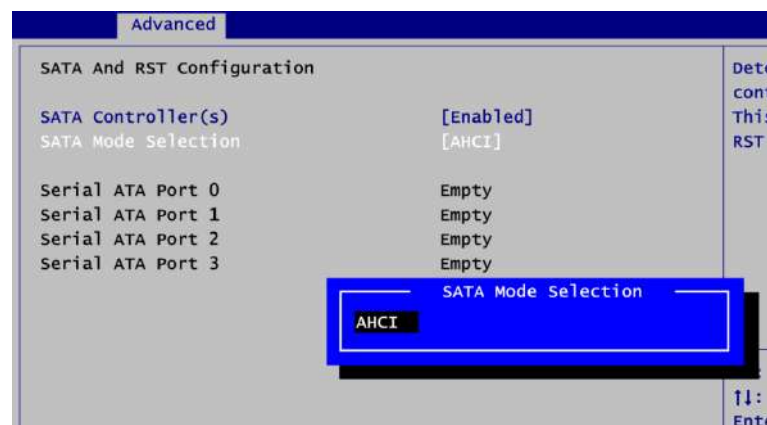 Advanced
SATA And RST Configuration
SATA Controller(s) [Enabled]
SATA Mode Selection [AHCI]
Serial ATA Port 0 Empty
Serial ATA Port 1 Empty
Serial ATA Port 2 Empty
Serial ATA Port 3 Empty
SATA Mode Selection
AHCI
RST
↑↓: